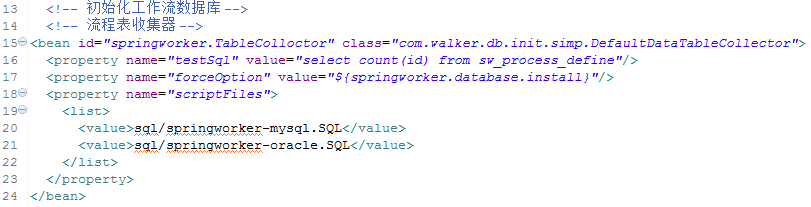 13 <!-- 初始化工作流数据库 -->
14 <!-- 流程表收集器 -->
15 <bean id="springworker.TableColloctor" class="com.walker.db.init.simp.DefaultDataTableCollector">
16 <property name="testSql" value="select count(id) from sw_process_define"/>
17 <property name="forceOption" value="${springworker.database.install}"/>
18 <property name="scriptFiles">
19 <list>
20 <value>sql/springworker-mysql.SQL</value>
21 <value>sql/springworker-oracle.SQL</value>
22 </list>
23 </property>
24 </bean>